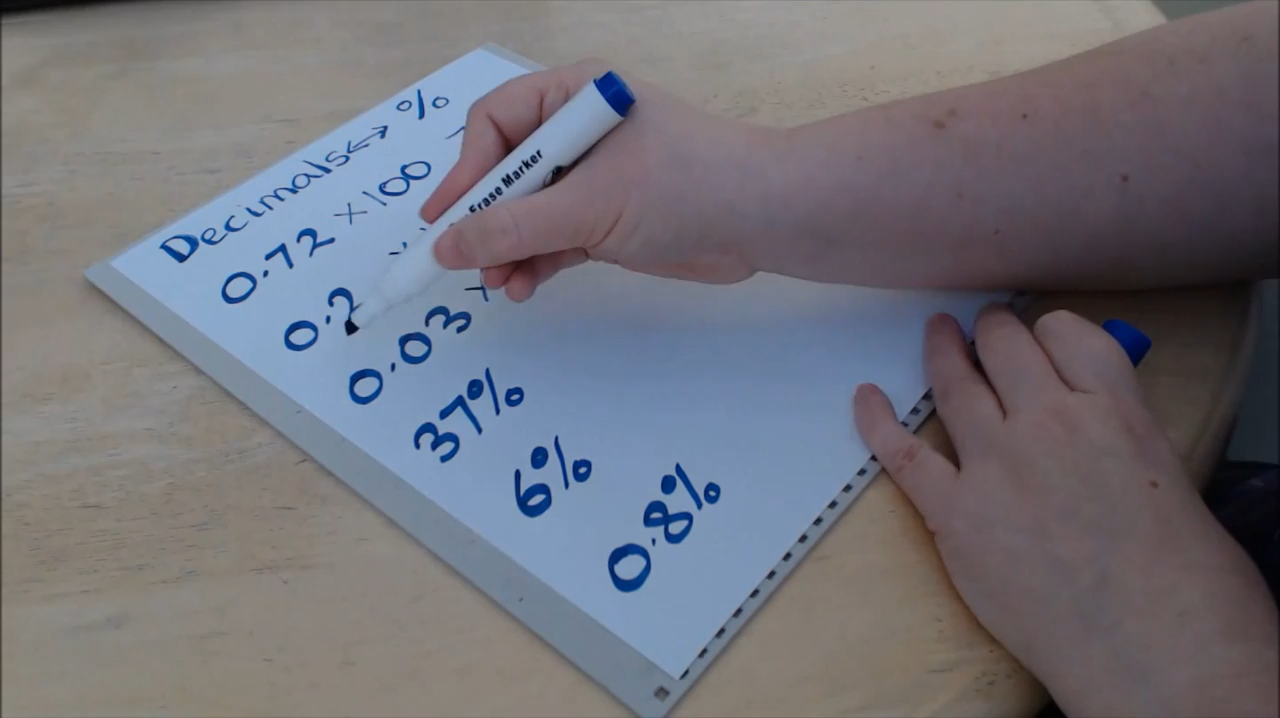 Decimals ↔ %
0.72 × 100
0.2 ×
0.03 ×
37%
6%
0.8%
Erase Marker